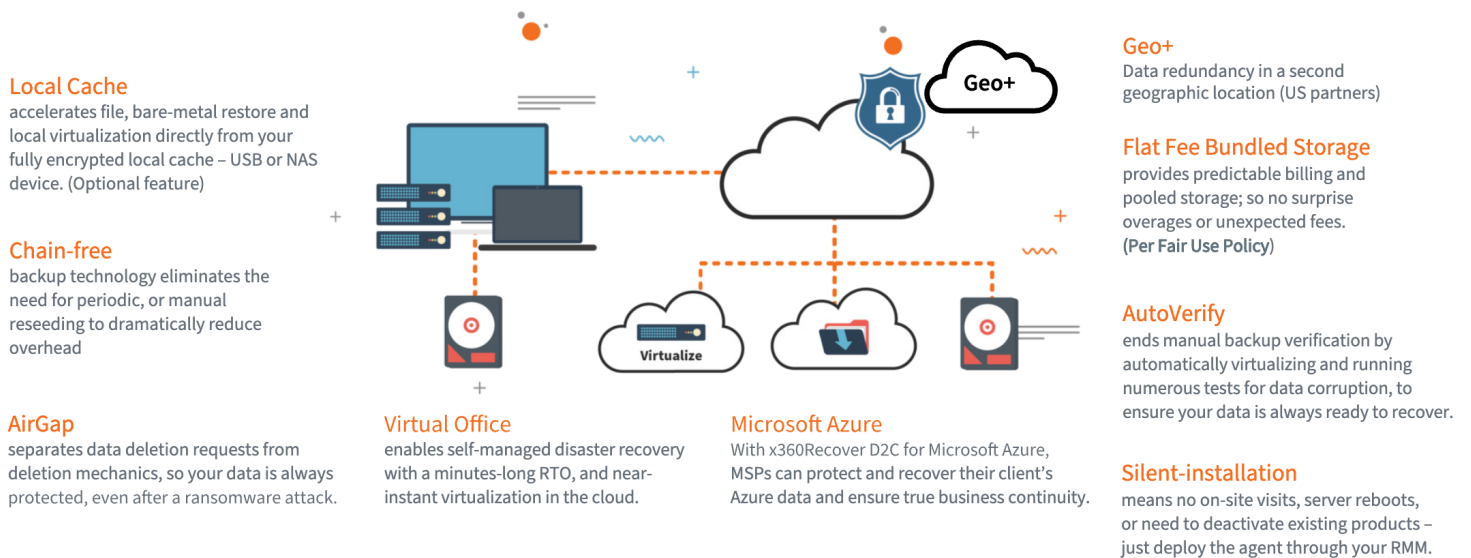 Local Cache
accelerates file, bare-metal restore and
local virtualization directly from your
fully encrypted local cache – USB or NAS
device. (Optional feature)
Chain-free
backup technology eliminates the
need for periodic, or manual
reseeding to dramatically reduce
overhead
AirGap
separates data deletion requests from
deletion mechanics, so your data is always
protected, even after a ransomware attack.
Geo+
Virtualize
Virtual Office
enables self-managed disaster recovery
with a minutes-long RTO, and near-
instant virtualization in the cloud.
Microsoft Azure
With x360Recover D2C for Microsoft Azure,
MSPs can protect and recover their client's
Azure data and ensure true business continuity.
Geo+
Data redundancy in a second
geographic location (US partners)
Flat Fee Bundled Storage
provides predictable billing and
pooled storage; so no surprise
overages or unexpected fees.
(Per Fair Use Policy)
AutoVerify
ends manual backup verification by
automatically virtualizing and running
numerous tests for data corruption, to
ensure your data is always ready to recover.
Silent-installation
means no on-site visits, server reboots,
or need to deactivate existing products –
just deploy the agent through your RMM.